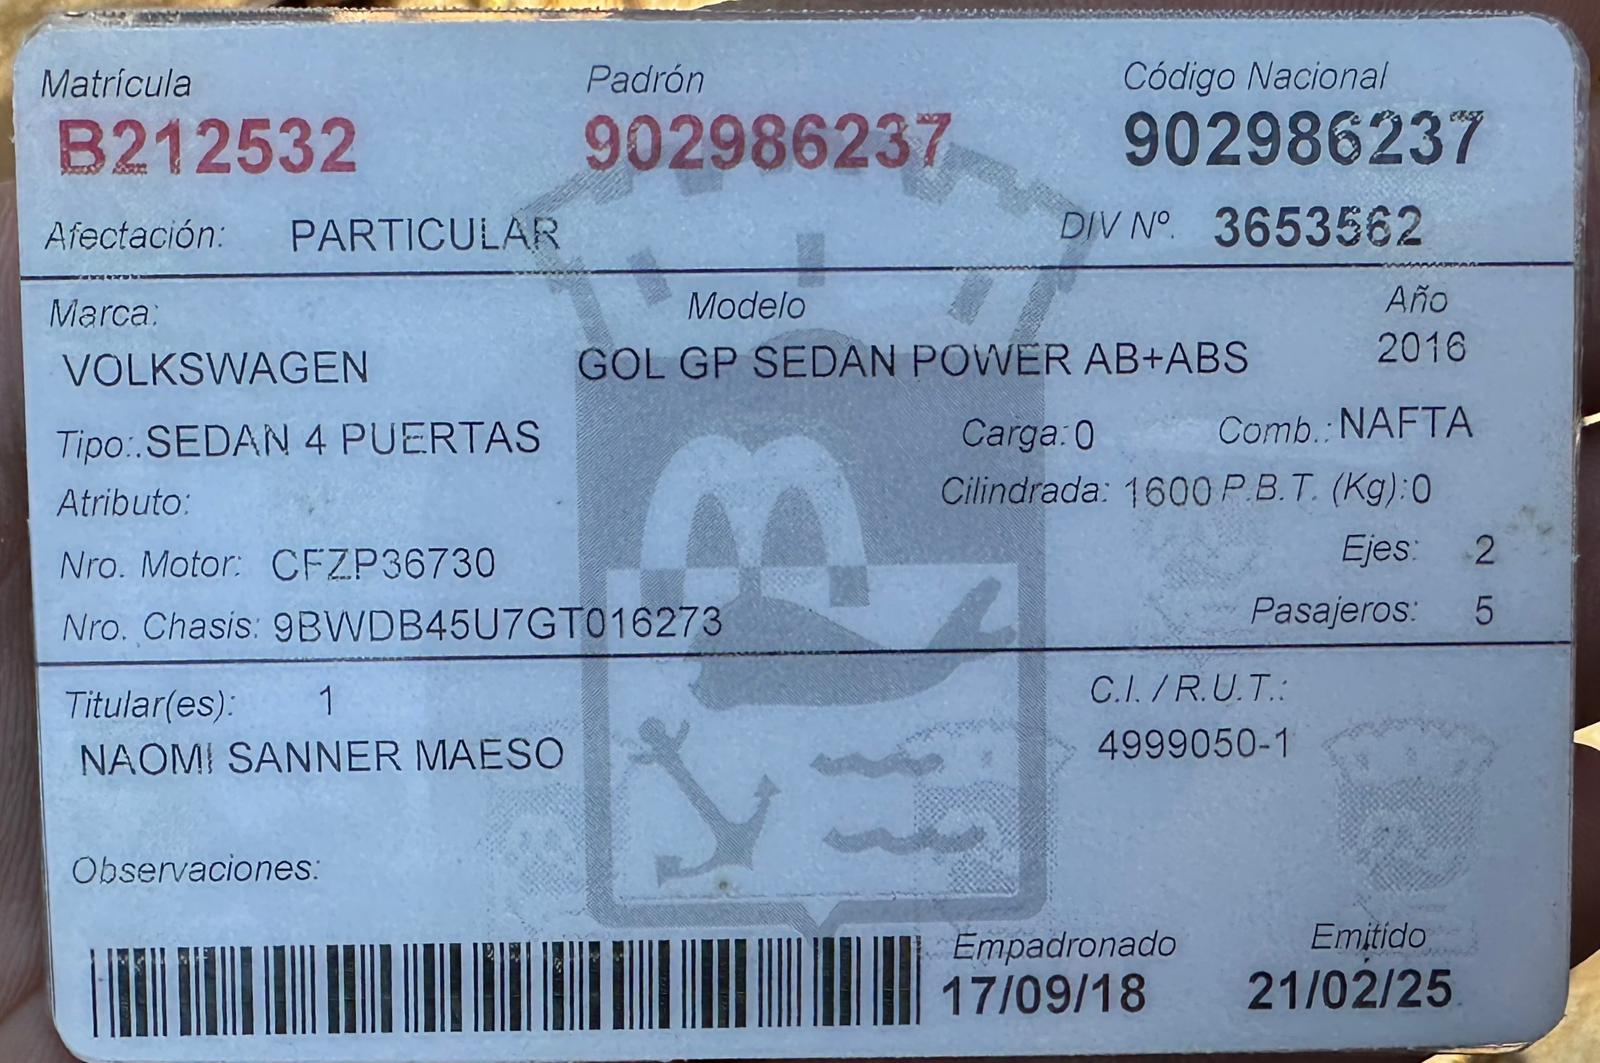 Matrícula Padrón Código Nacional
B212532 902986237 902986237
Afectación: PARTICULAR DIV Nº. 3653562
Marca: Modelo Año
VOLKSWAGEN GOL GP SEDAN POWER AB+ABS 2016
Tipo:.SEDAN 4 PUERTAS Carga:0 Comb.:NAFTA
Atributo: Cilindrada: 1600 P.B.T. (Kg):0
Nro. Motor: CFZP36730 Ejes: 2
Nro. Chasis: 9BWDB45U7GT016273 Pasajeros: 5
Titular(es): 1 C.I. / R.U.T.:
NAOMI SANNER MAESO 4999050-1
Observaciones:
Empadronado Emitido
17/09/18 21/02/25